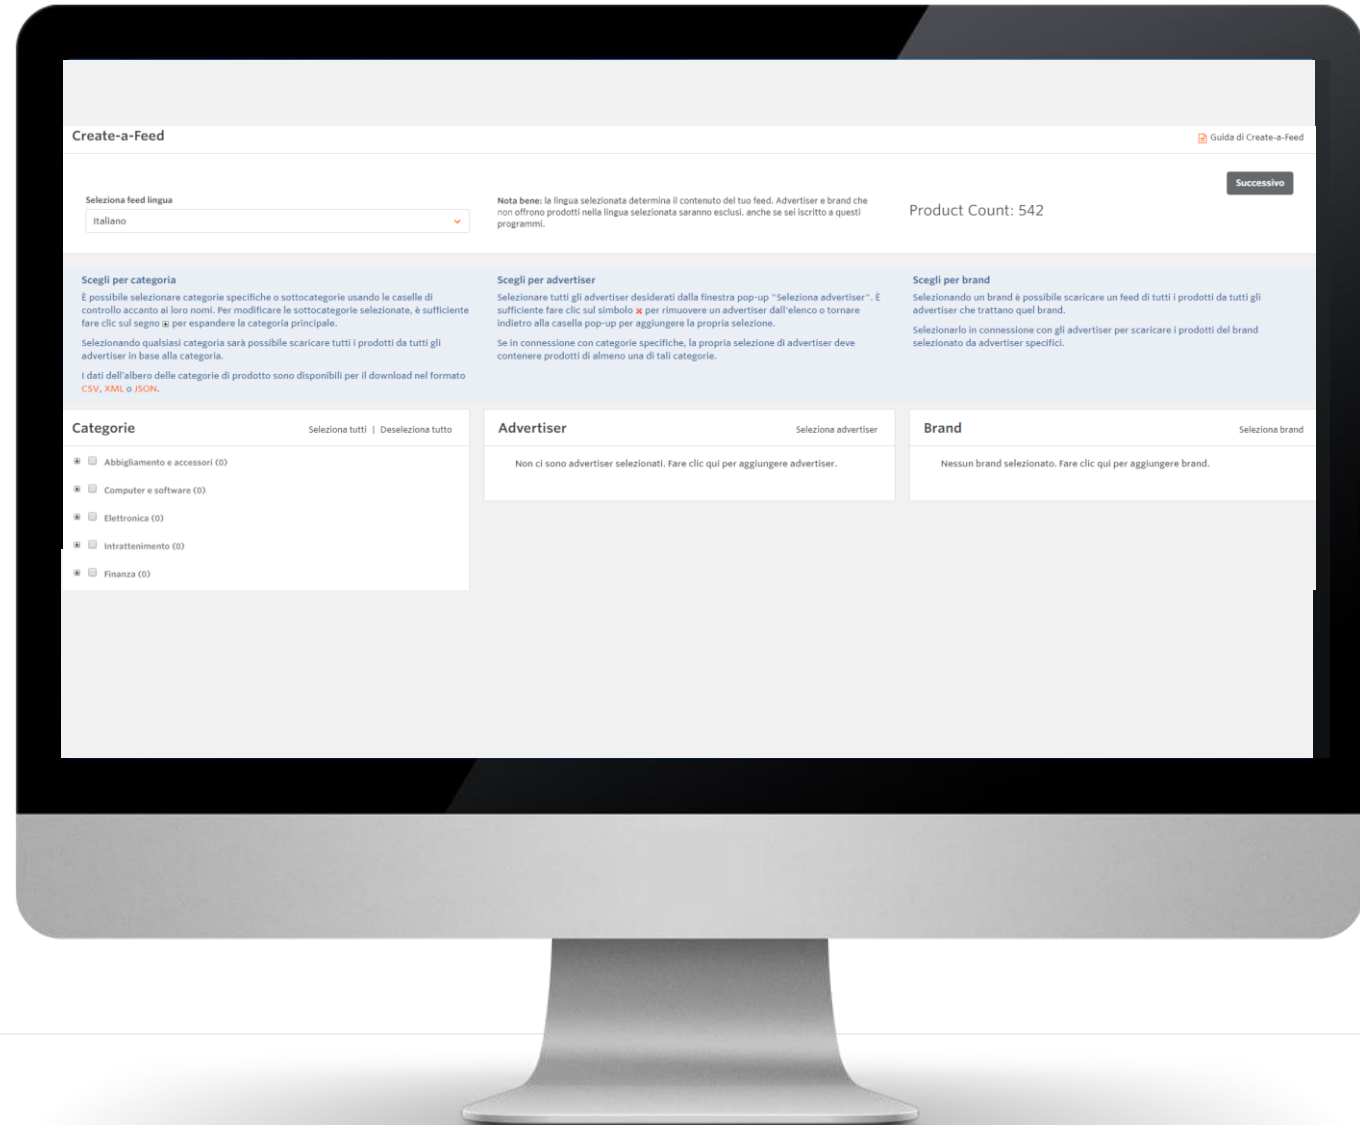 Create-a-Feed
Guida di Create-a-Feed
Successivo
Seleziona feed lingua
Italiano
Nota bene: la lingua selezionata determina il contenuto del tuo feed. Advertiser e brand che
non offrono prodotti nella lingua selezionata saranno esclusi, anche se sei iscritto a questi
programmi.
Product Count: 542
Scegli per categoria
È possibile selezionare categorie specifiche o sottocategorie usando le caselle di
controllo accanto ai loro nomi. Per modificare le sottocategorie selezionate, è sufficiente
fare clic sul segno per espandere la categoria principale.
Selezionando qualsiasi categoria sarà possibile scaricare tutti i prodotti da tutti gli
advertiser in base alla categoria.
I dati dell'albero delle categorie di prodotto sono disponibili per il download nel formato
CSV, XML o JSON.
Scegli per advertiser
Selezionare tutti gli advertiser desiderati dalla finestra pop-up "Seleziona advertiser". È
sufficiente fare clic sul simbolo x per rimuovere un advertiser dall'elenco o tornare
indietro alla casella pop-up per aggiungere la propria selezione.
Se in connessione con categorie specifiche, la propria selezione di advertiser deve
contenere prodotti di almeno una di tali categorie.
Scegli per brand
Selezionando un brand è possibile scaricare un feed di tutti i prodotti da tutti gli
advertiser che trattano quel brand.
Selezionarlo in connessione con gli advertiser per scaricare i prodotti del brand
selezionato da advertiser specifici.
Categorie
Seleziona tutti | Deseleziona tutto
Abbigliamento e accessori (0)
Computer e software (0)
Elettronica (0)
Intrattenimento (0)
Finanza (0)
Advertiser
Seleziona advertiser
Non ci sono advertiser selezionati. Fare clic qui per aggiungere advertiser.
Brand
Seleziona brand
Nessun brand selezionato. Fare clic qui per aggiungere brand.